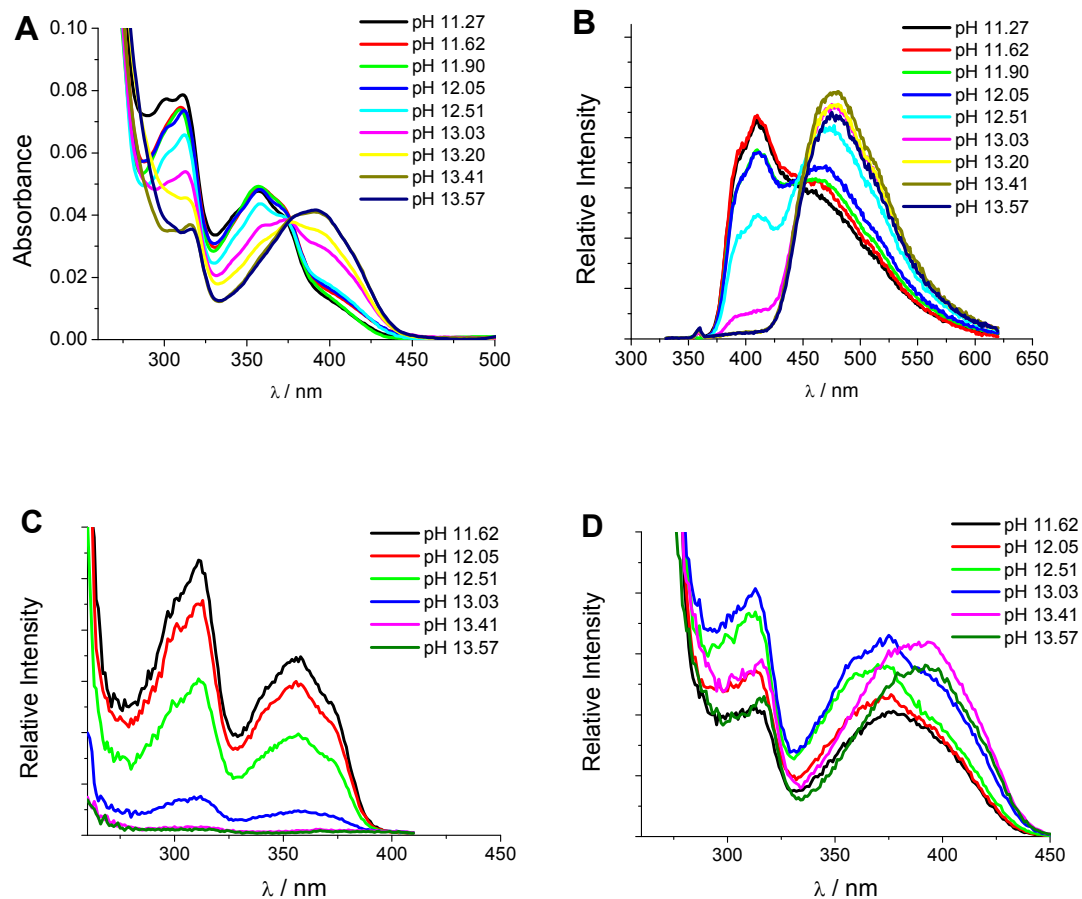 A
0.10
0.08
0.06
0.04
0.02
0.00
Absorbance
300
350
400
450
500
λ / nm
pH 11.27
pH 11.62
pH 11.90
pH 12.05
pH 12.51
pH 13.03
pH 13.20
pH 13.41
pH 13.57
B
Relative Intensity
300
350
400
450
500
550
600
650
λ / nm
pH 11.27
pH 11.62
pH 11.90
pH 12.05
pH 12.51
pH 13.03
pH 13.20
pH 13.41
pH 13.57
C
Relative Intensity
300
350
400
450
λ / nm
pH 11.62
pH 12.05
pH 12.51
pH 13.03
pH 13.41
pH 13.57
D
Relative Intensity
300
350
400
450
λ / nm
pH 11.62
pH 12.05
pH 12.51
pH 13.03
pH 13.41
pH 13.57